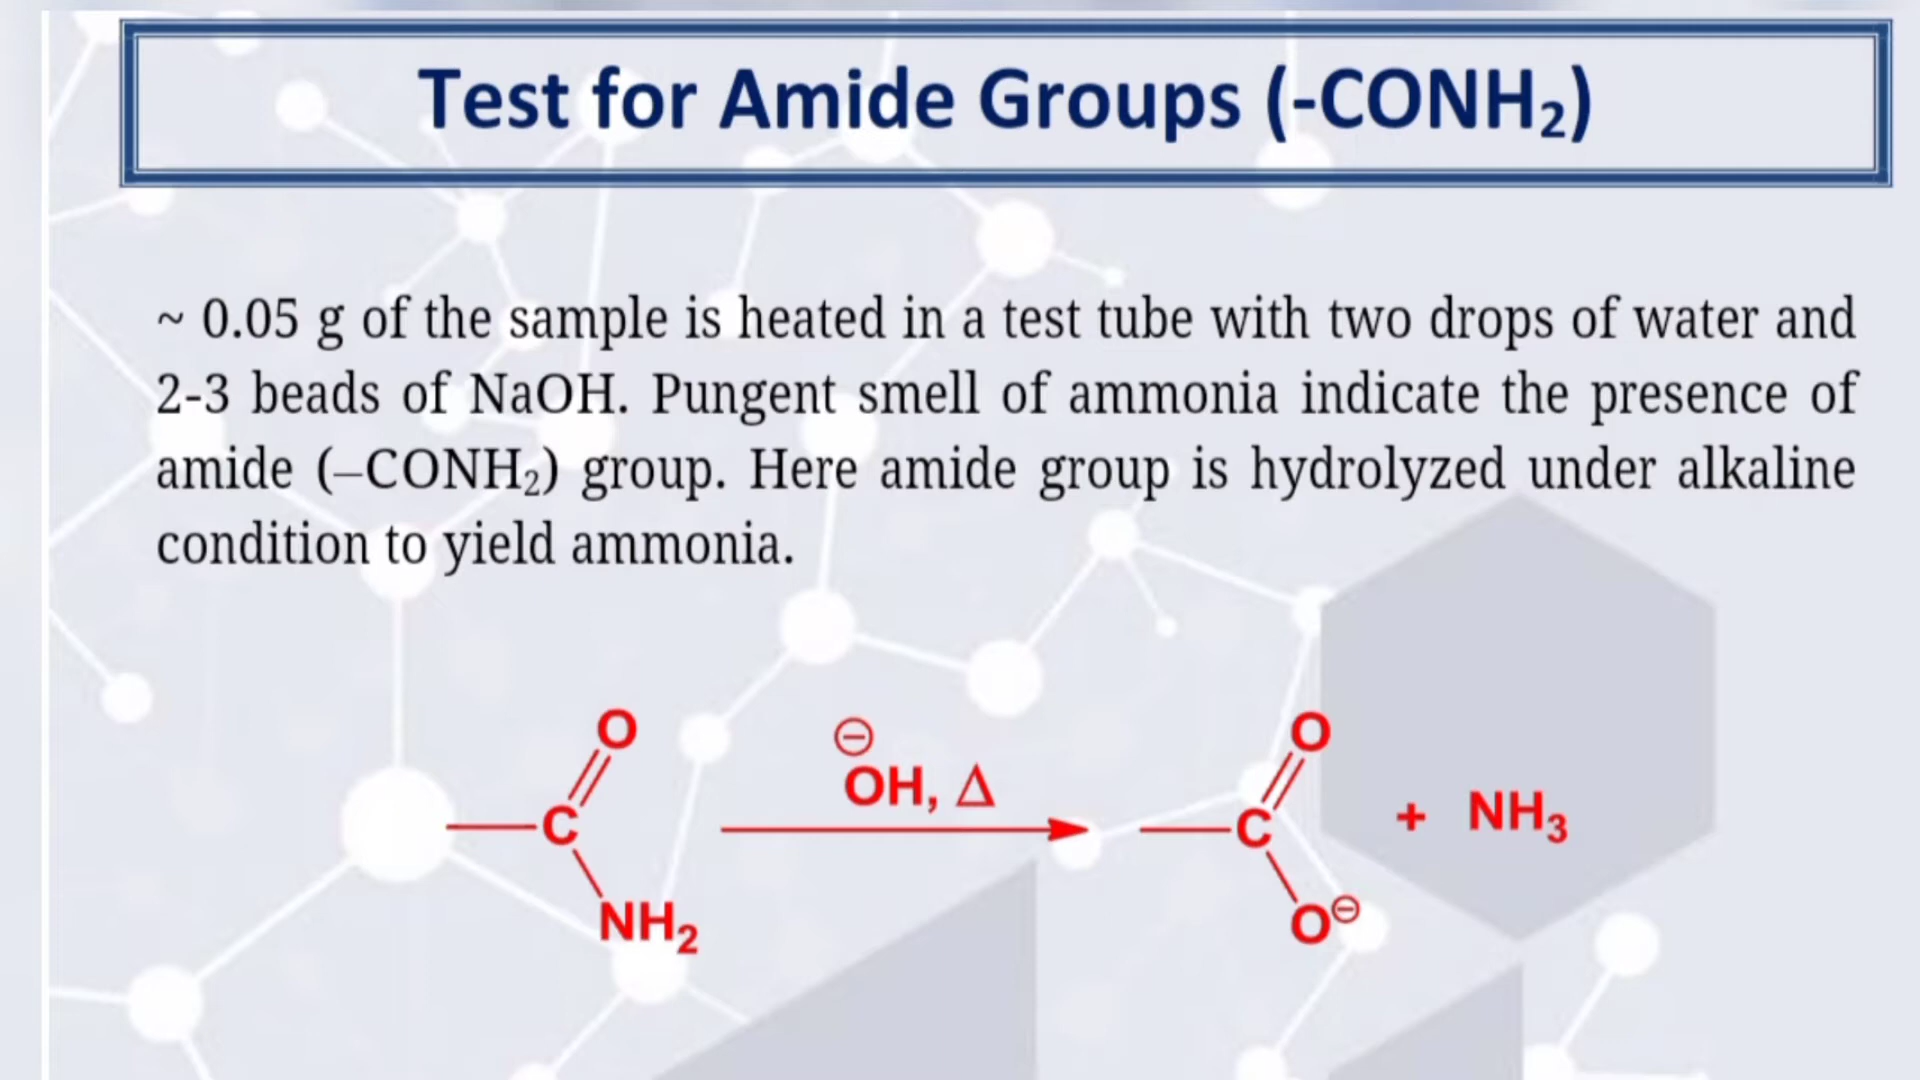 Test for Amide Groups (-CONH₂)
~ 0.05 g of the sample is heated in a test tube with two drops of water and
2-3 beads of NaOH. Pungent smell of ammonia indicate the presence of
amide (–CONH₂) group. Here amide group is hydrolyzed under alkaline
condition to yield ammonia.
O
C
NH₂
⊖
OH, Δ
O
C
O⊖
+ NH₃